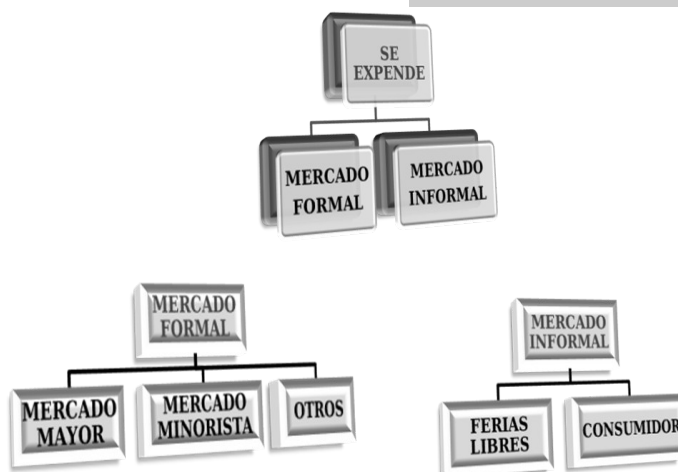 SE
EXPENDE
MERCADO
FORMAL
MERCADO
INFORMAL
MERCADO
FORMAL
MERCADO
INFORMAL
MERCADO
MAYOR
MERCADO
MINORISTA
OTROS
FERIAS
LIBRES
CONSUMIDOR